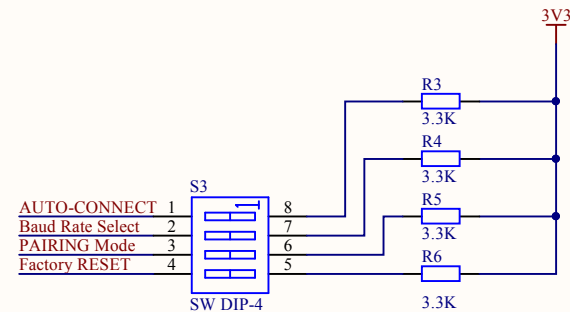 3V3
R3
3.3K
R4
3.3K
S3
R5
3.3K
AUTO-CONNECT 1 1 8
Baud Rate Select 2 7
PAIRING Mode 3 6
Factory RESET 4 5
R6
3.3K
SW DIP-4